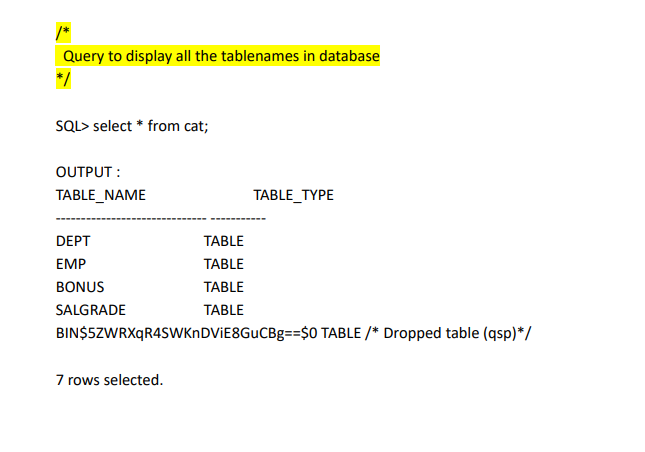 /*
Query to display all the tablenames in database
*/
SQL> select * from cat;
OUTPUT :
TABLE_NAME TABLE_TYPE
------------------------------ -----------
DEPT TABLE
EMP TABLE
BONUS TABLE
SALGRADE TABLE
BIN$5ZWRXqR4SWKnDViE8GuCBg==$0 TABLE /* Dropped table (qsp)*/
7 rows selected.